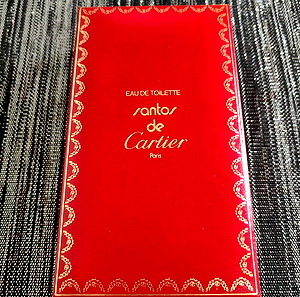 EAU DE TOILETTE
santos
de
Cartier
Paris